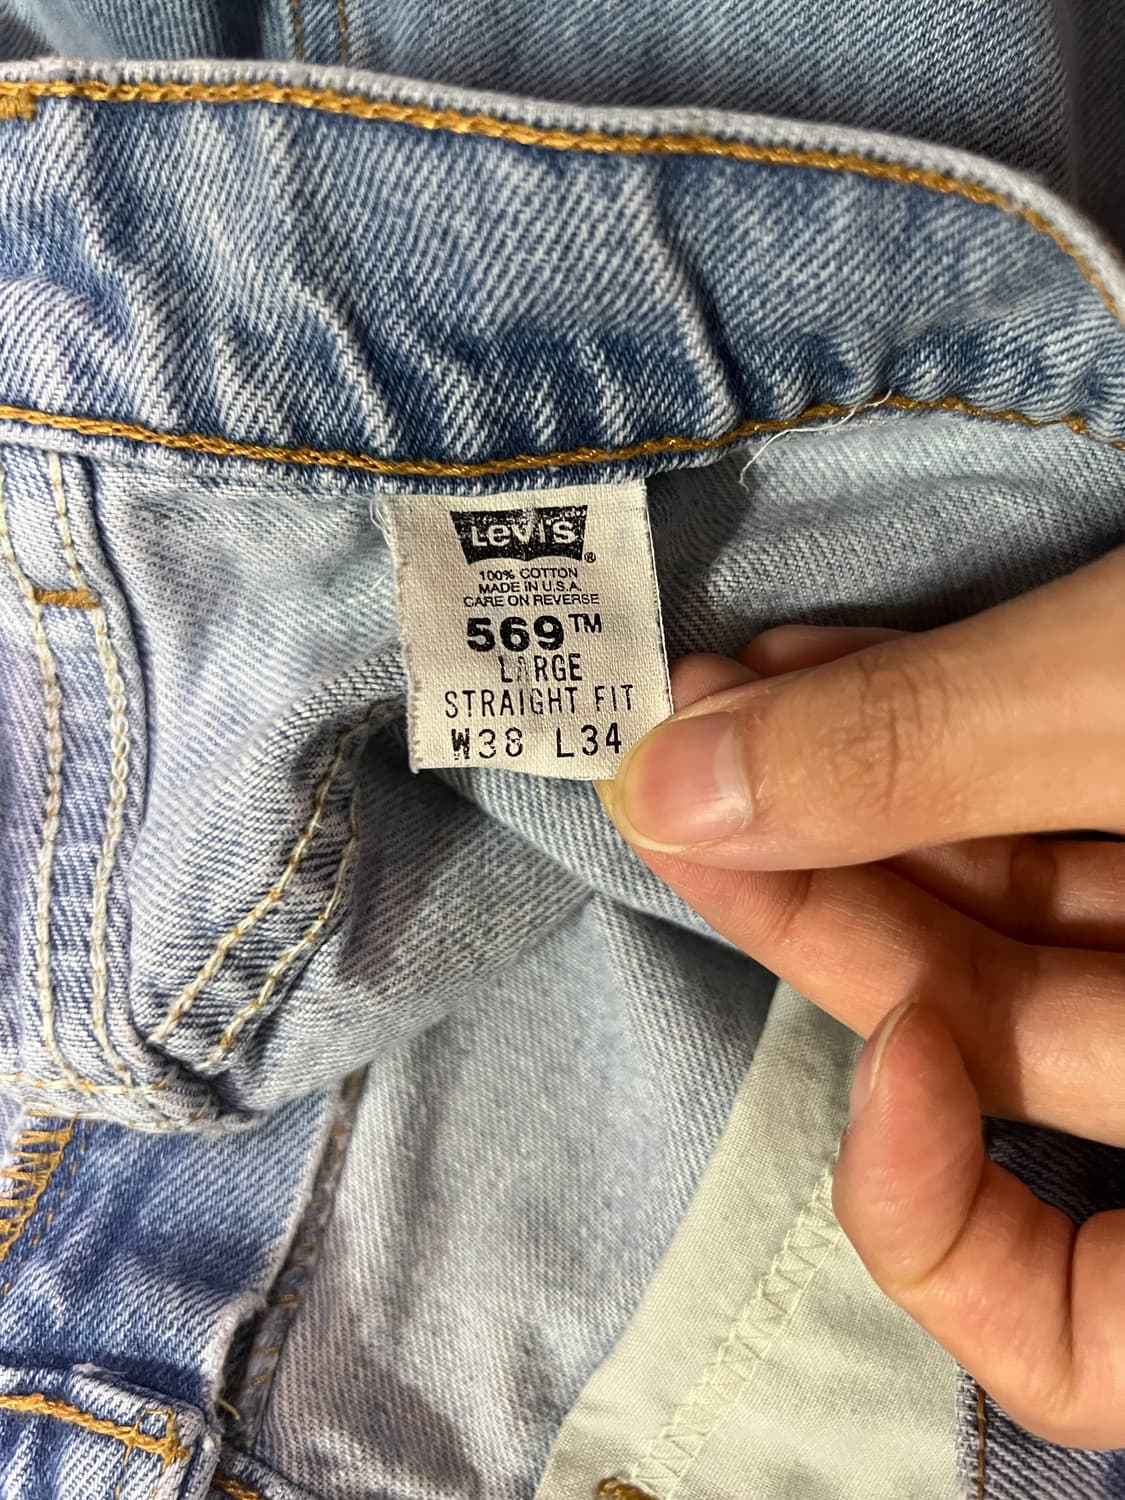 LEVI'S®
100% COTTON
MADE IN U.S.A.
CARE ON REVERSE
569™
LARGE
STRAIGHT FIT
W38 L34